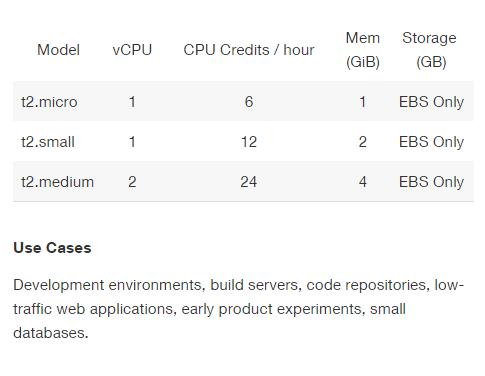 Model vCPU CPU Credits / hour Mem (GiB) Storage (GB)
t2.micro 1 6 1 EBS Only
t2.small 1 12 2 EBS Only
t2.medium 2 24 4 EBS Only
Use Cases
Development environments, build servers, code repositories, low-
traffic web applications, early product experiments, small
databases.